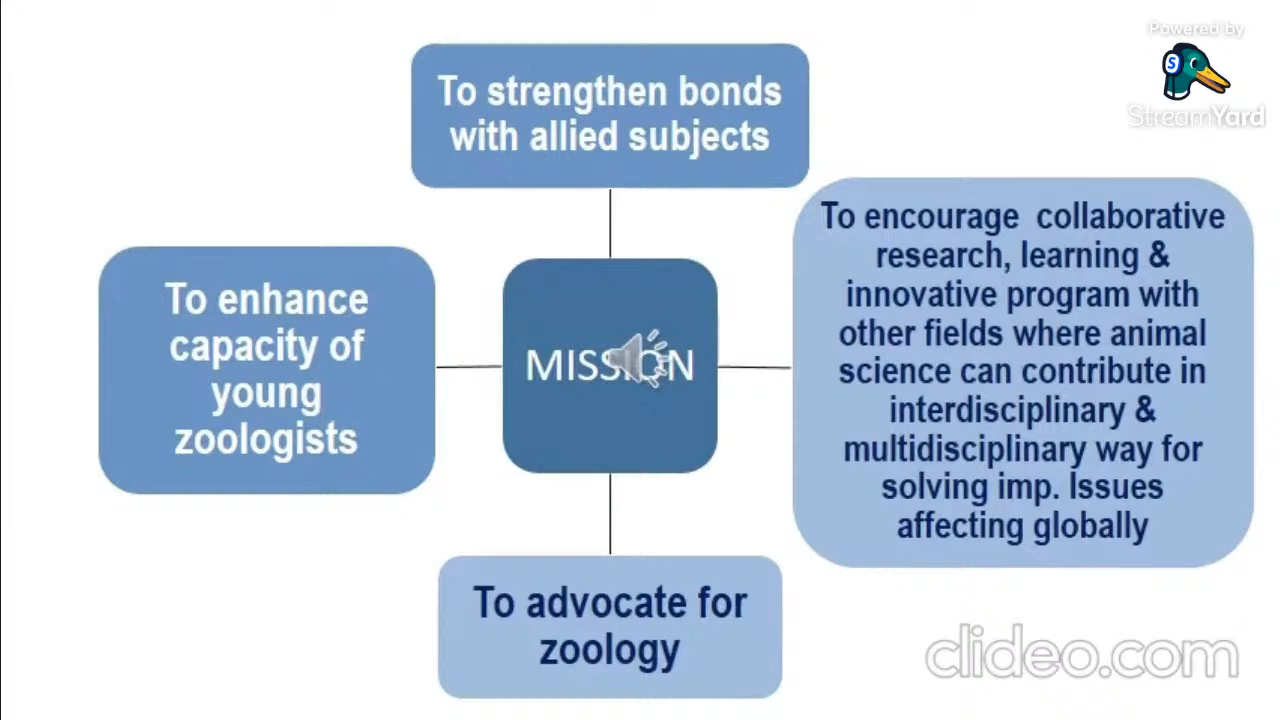 Powered by
StreamYard
To strengthen bonds
with allied subjects
To encourage collaborative
research, learning &
innovative program with
other fields where animal
science can contribute in
interdisciplinary &
multidisciplinary way for
solving imp. Issues
affecting globally
To enhance
capacity of
young
zoologists
MISSION
To advocate for
zoology
clideo.com